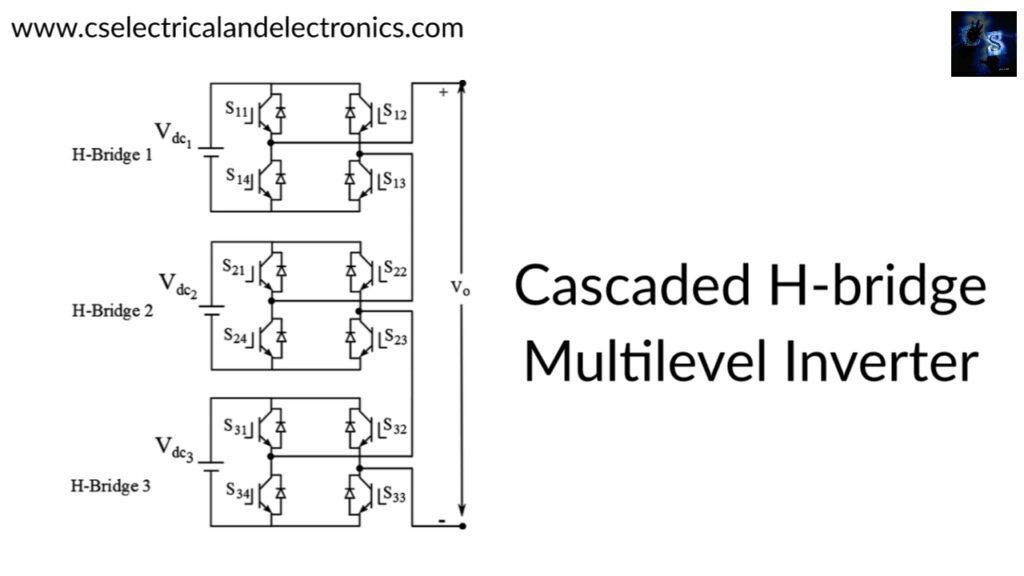 www.cselectricalandelectronics.com
CS
+
S11
S12
Vdc1
H-Bridge 1
S14
S13
S21
S22
Vdc2
Vo
H-Bridge 2
S24
S23
Cascaded H-bridge
Multilevel Inverter
S31
S32
Vdc3
H-Bridge 3
S34
S33
-